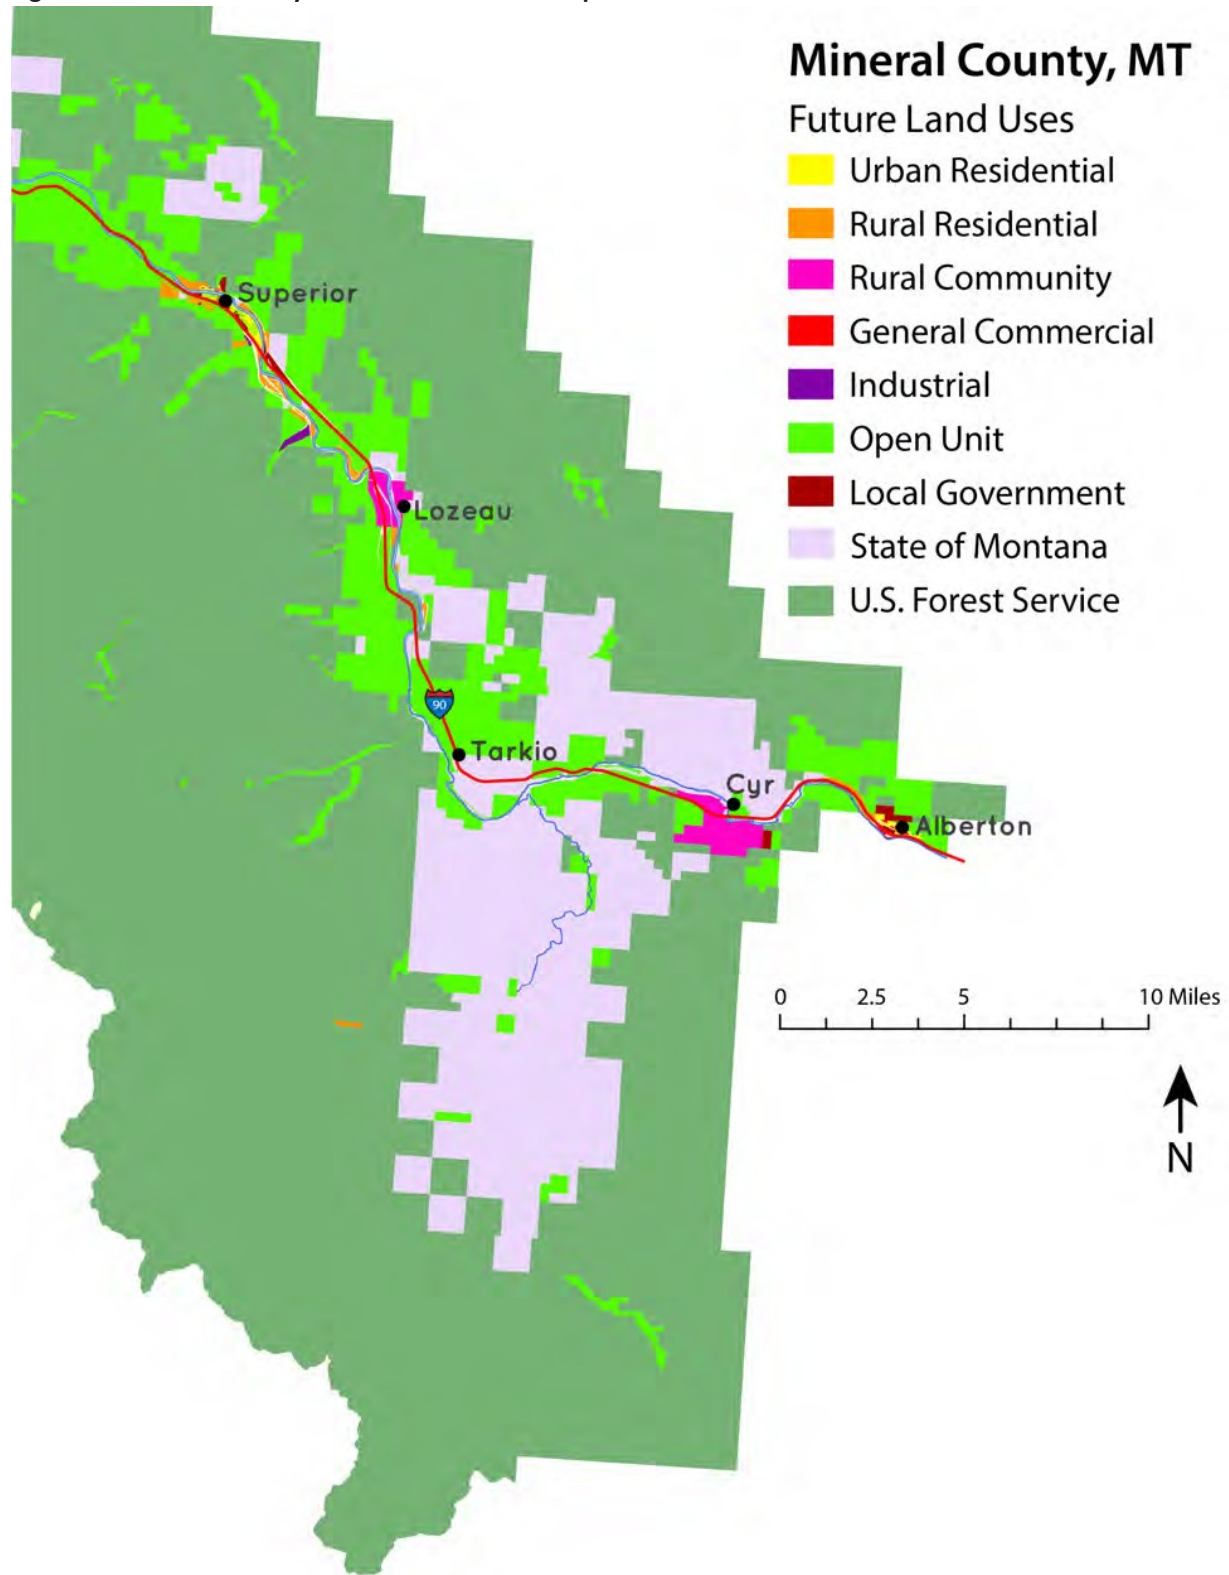 Mineral County, MT
Future Land Uses
Urban Residential
Rural Residential
Rural Community
General Commercial
Industrial
Open Unit
Local Government
State of Montana
U.S. Forest Service
Superior
Lozeau
90
Tarkio
Cyr
Alberton
0 2.5 5 10 Miles
N